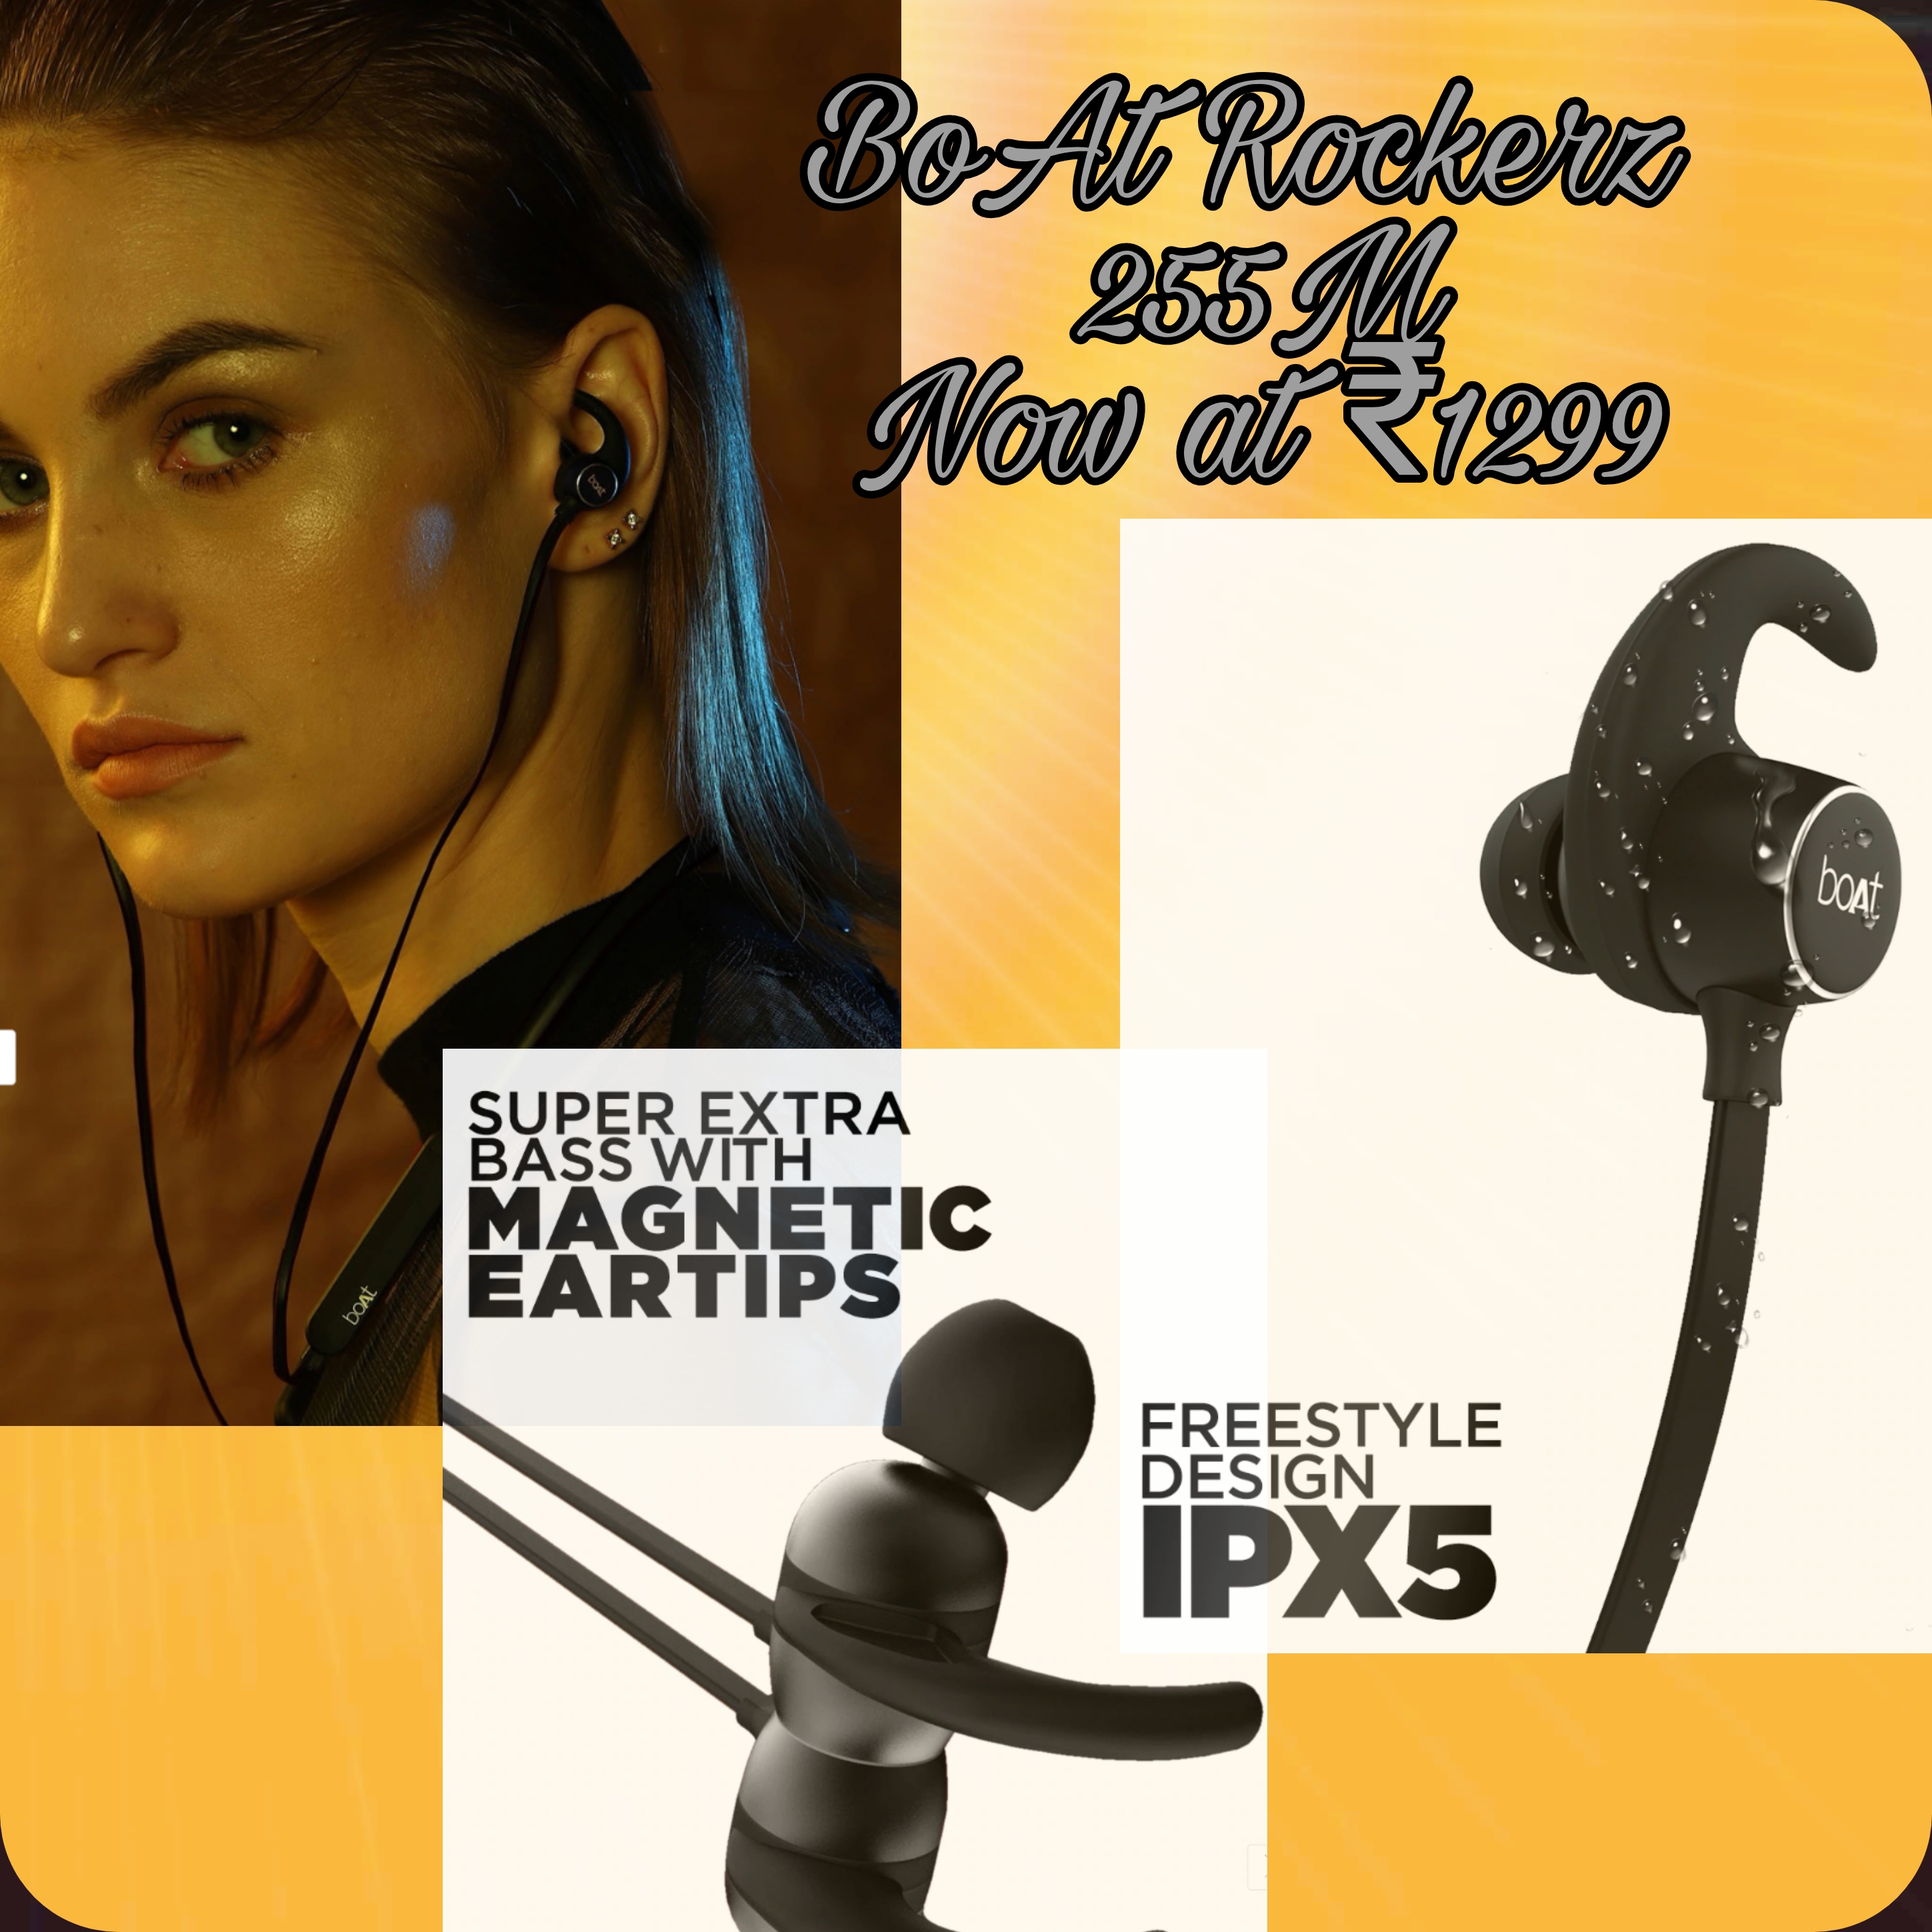 BoAt Rockerz
255 M
Now at ₹1299
boAt
boAt
SUPER EXTRA
BASS WITH
MAGNETIC
EARTIPS
boAt
FREESTYLE
DESIGN
IPX5